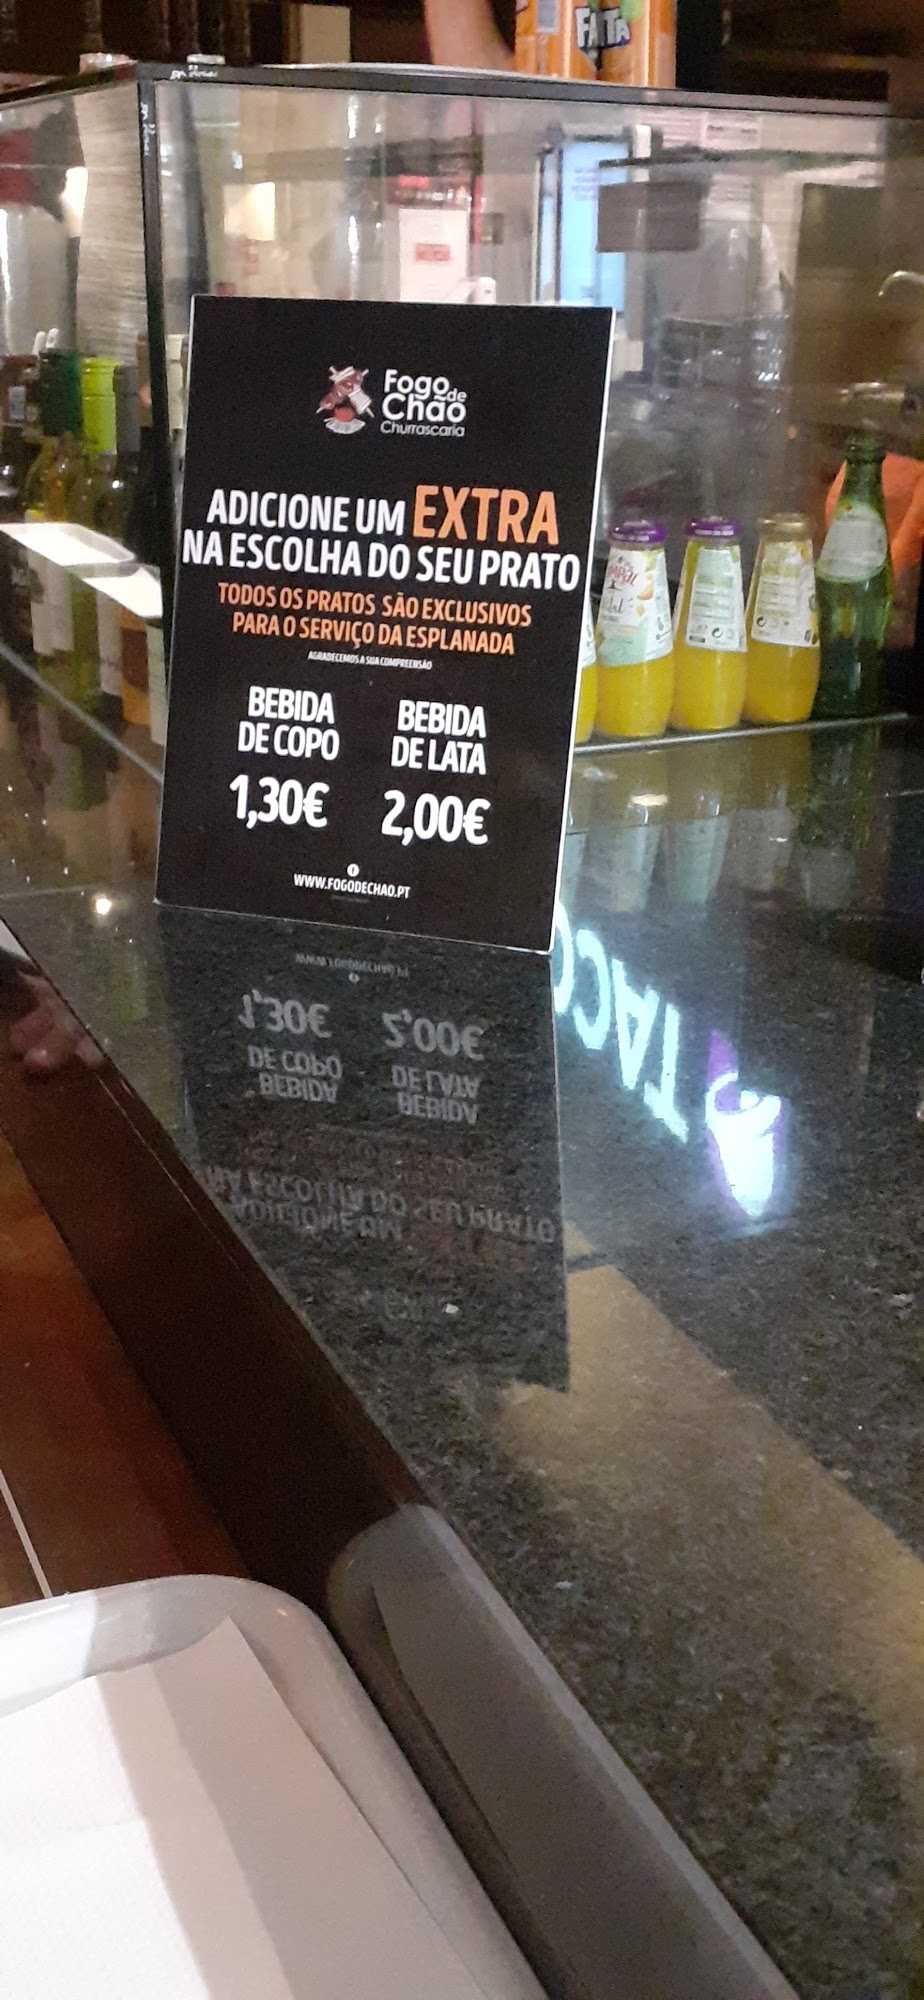 FANTA
Fogo de
Chão
Churrascaria
ADICIONE UM EXTRA
NA ESCOLHA DO SEU PRATO
TODOS OS PRATOS SÃO EXCLUSIVOS
PARA O SERVIÇO DA ESPLANADA
AGRADECEMOS A SUA COMPREENSÃO
BEBIDA
DE COPO
1,30€
BEBIDA
DE LATA
2,00€
WWW.FOGODECHAO.PT
TACO